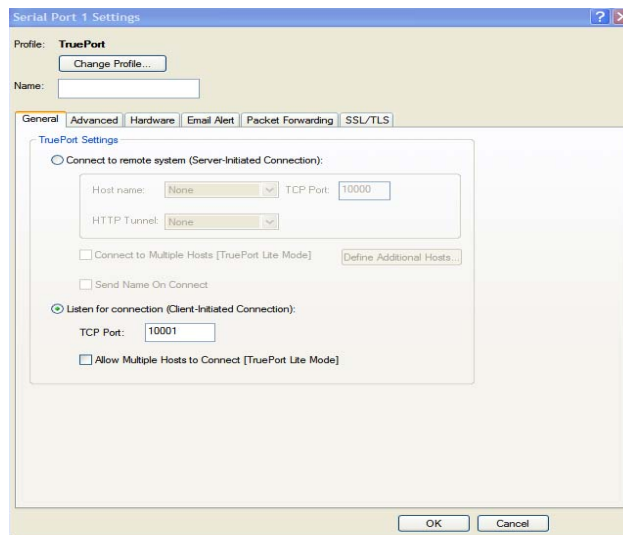 Serial Port 1 Settings
Profile: TruePort
Change Profile...
Name:
General Advanced Hardware Email Alert Packet Forwarding SSL/TLS
TruePort Settings
Connect to remote system (Server-Initiated Connection):
Host name: None TCP Port: 10000
HTTP Tunnel: None
Connect to Multiple Hosts [TruePort Lite Mode] Define Additional Hosts...
Send Name On Connect
Listen for connection (Client-Initiated Connection):
TCP Port: 10001
Allow Multiple Hosts to Connect [TruePort Lite Mode]
OK Cancel